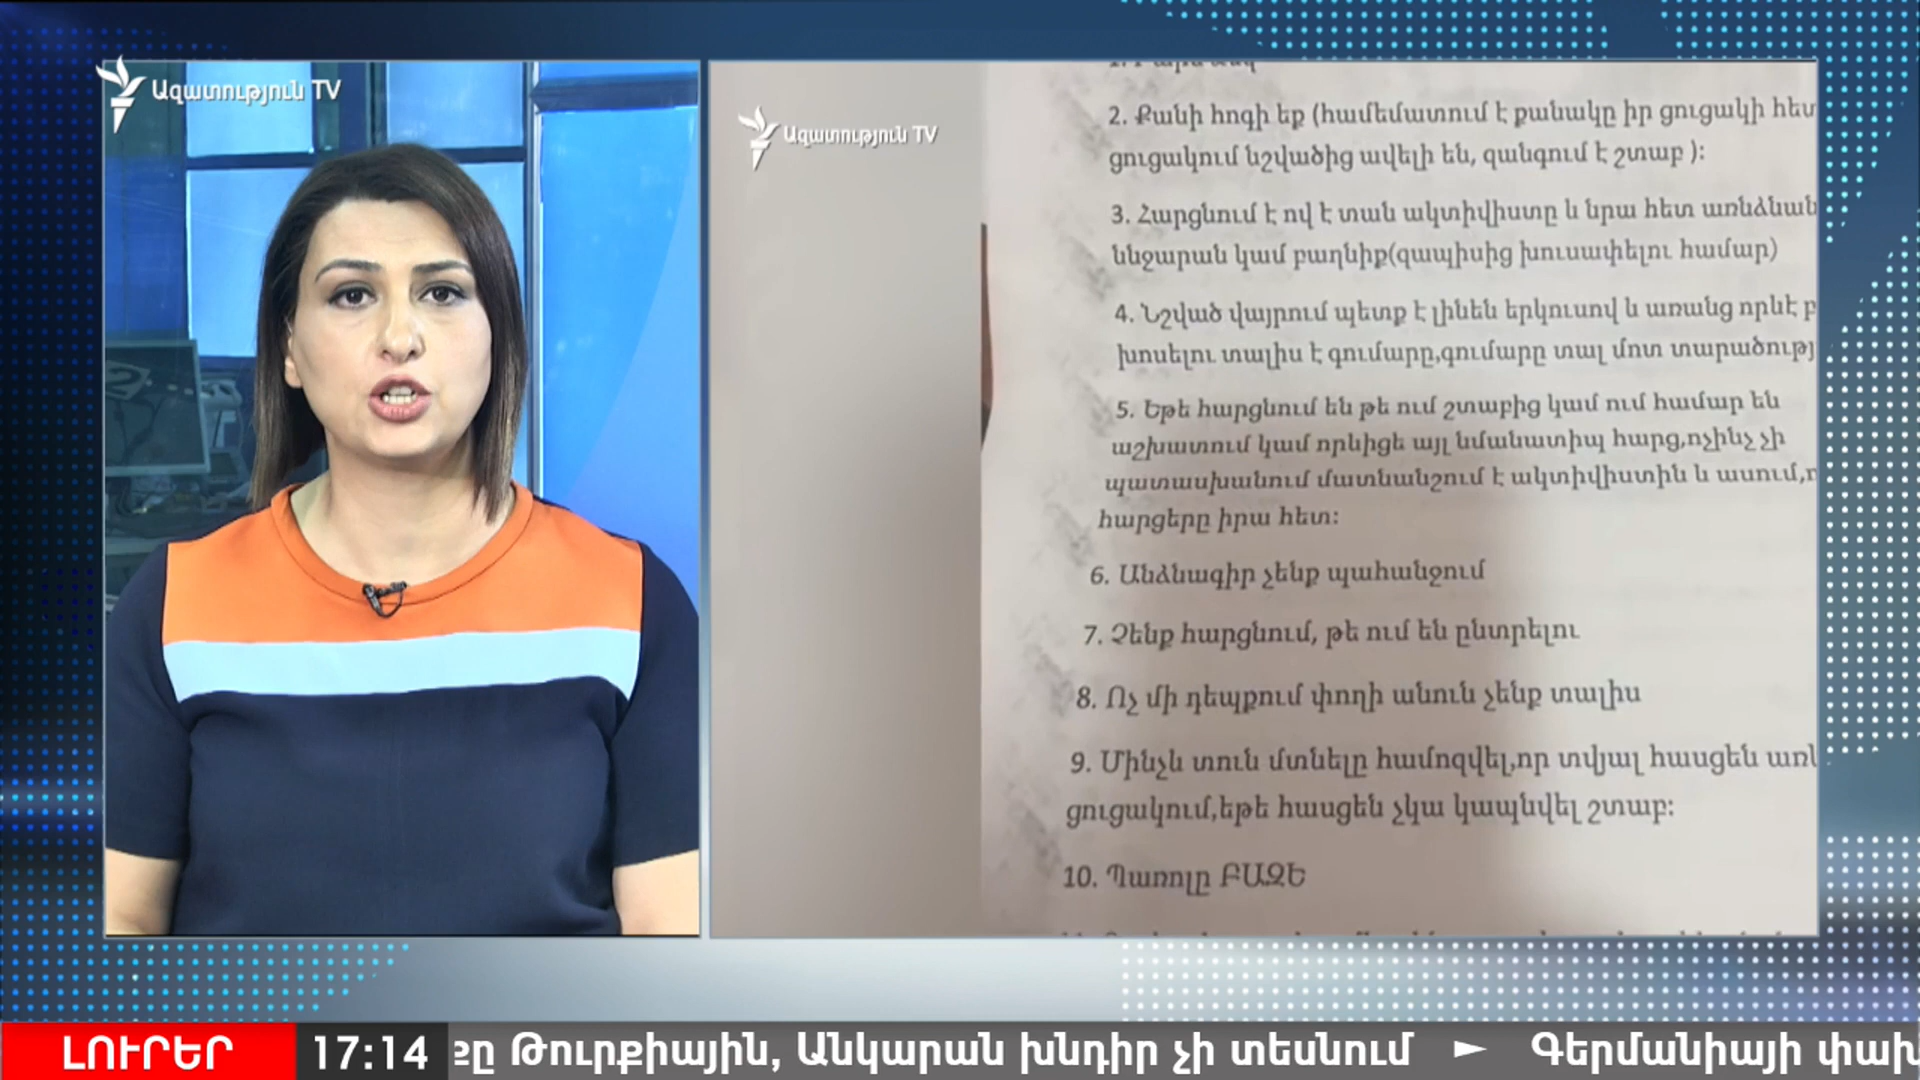 Ազատություն TV
Ազատություն TV
2. Քանի հոգի եք (համեմատում է քանակը իր ցուցակի հետ
ցուցակում նշվածից ավելի են, զանգում է շտաբ ):
3. Հարցնում է ով է տան ակտիվիստը և նրա հետ առնձնան
ննջարան կամ բաղնիք(զապիսից խուսափելու համար)
4. Նշված վայրում պետք է լինեն երկուսով և առանց որևէ
խոսելու տալիս է գումարը,գումարը տալ մոտ
5. Եթե հարցնում են թե ում շտաբից կամ ում համար են
աշխատում կամ որևիցե այլ նմանատիպ հարց,ոչինչ չի
պատասխանում մատնանշում է ակտիվիստին և ասում,
հարցերը իրա հետ:
6. Անձնագիր չենք պահանջում
7. Չենք հարցնում, թե ում են ընտրելու
8. Ոչ մի դեպքում փողի անուն չենք տալիս
9. Մինչև տուն մտնելը համոզվել,որ տվյալ հասցեն
ցուցակում,եթե հասցեն չկա կապնվել շտաբ:
10. Պառոլը ԲԱԶԵ
ԼՈՒՐԵՐ 17:14 Թուրքիային, Անկարան խնդիր չի տեսնում ► Գերմանիայի փախ